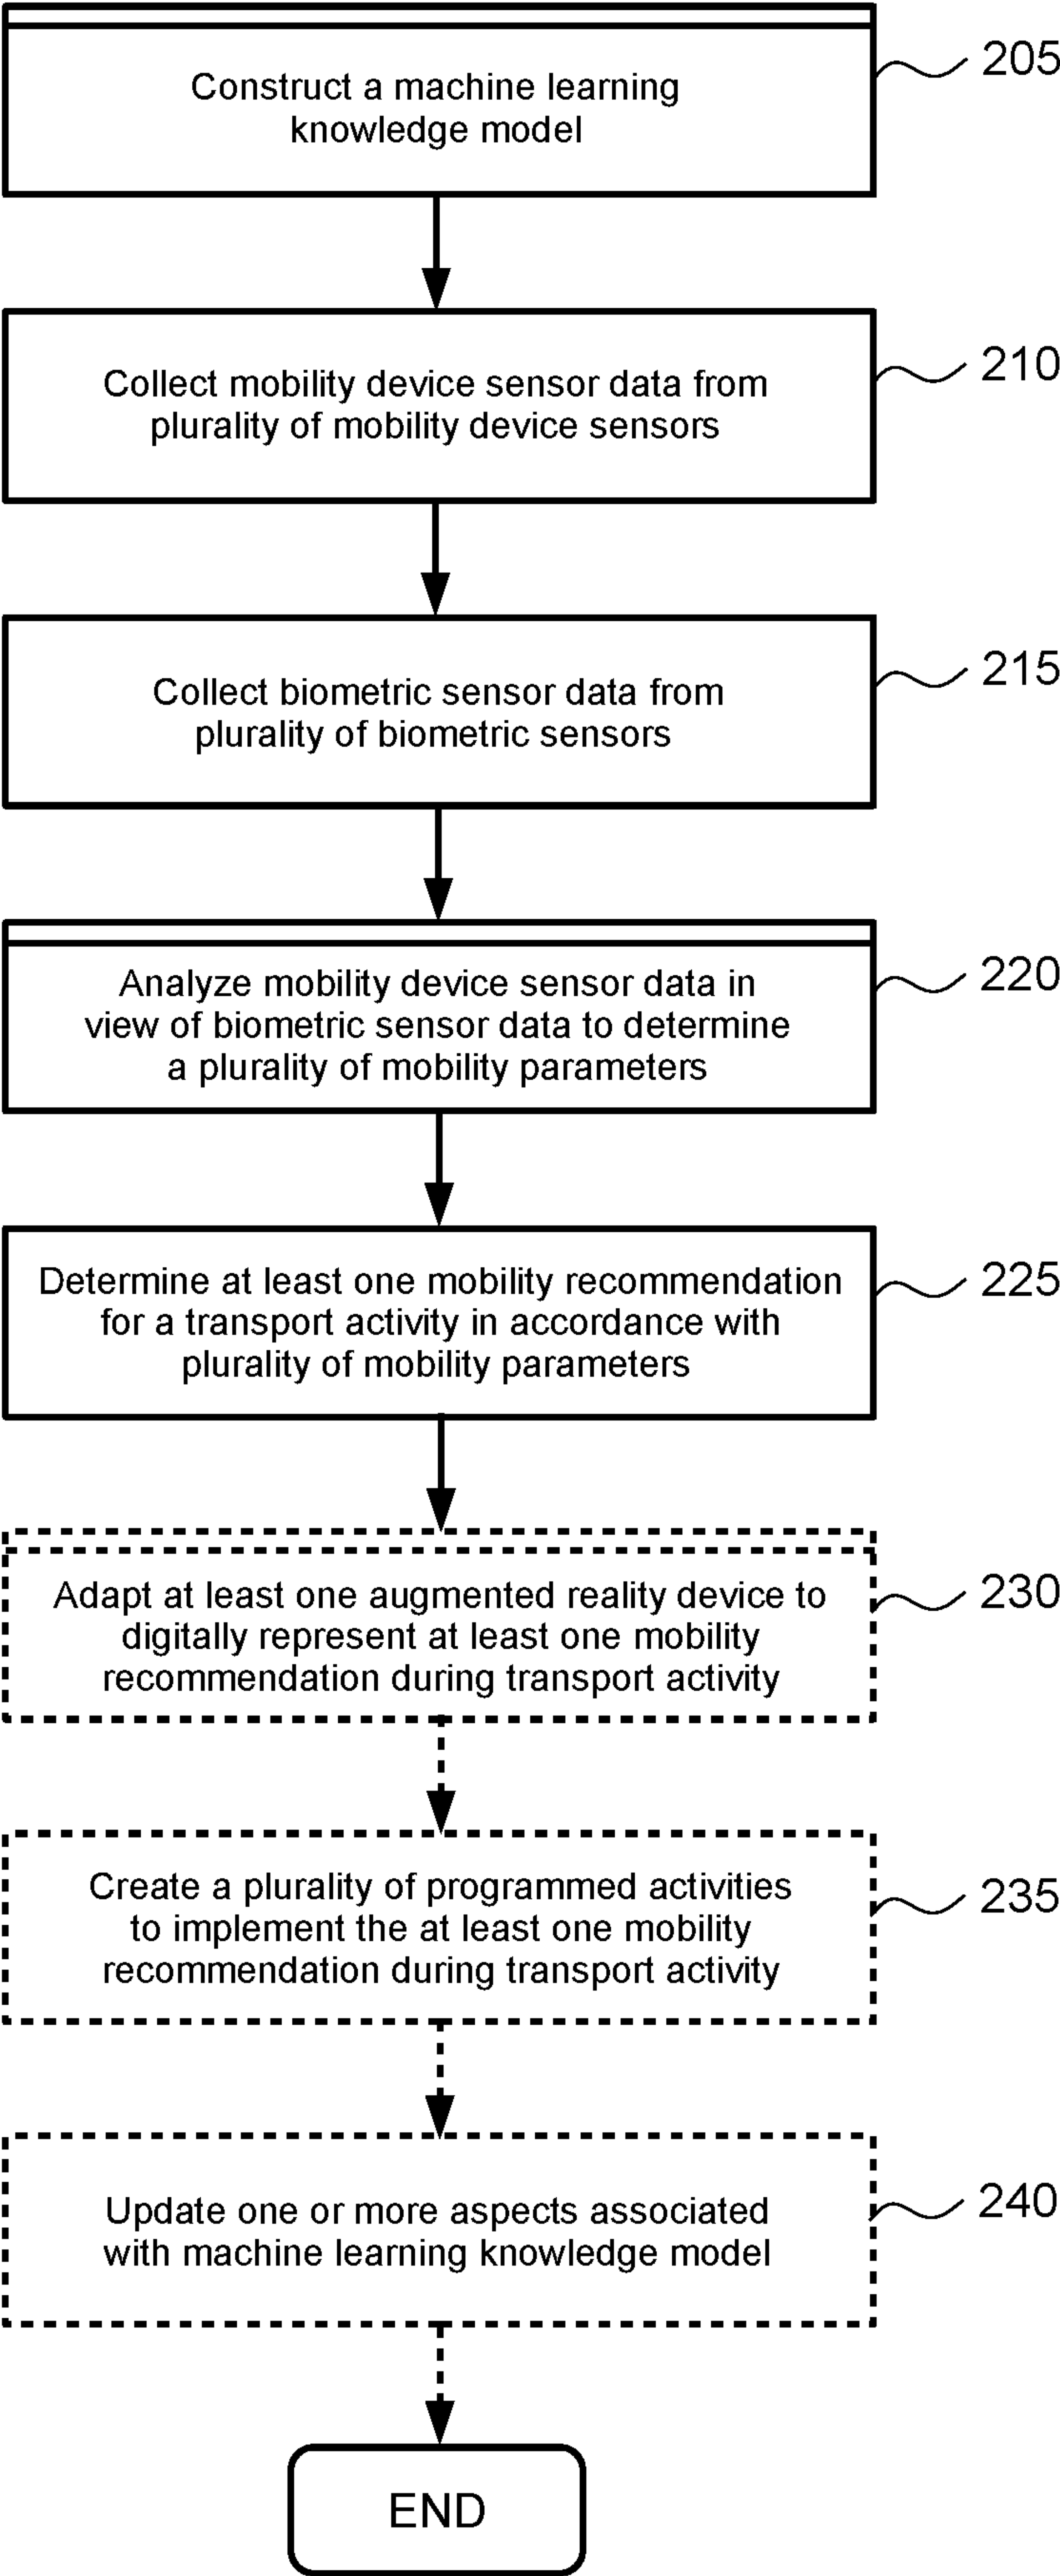 Construct a machine learning
knowledge model
205
Collect mobility device sensor data from
plurality of mobility device sensors
210
Collect biometric sensor data from
plurality of biometric sensors
215
Analyze mobility device sensor data in
view of biometric sensor data to determine
a plurality of mobility parameters
220
Determine at least one mobility recommendation
for a transport activity in accordance with
plurality of mobility parameters
225
Adapt at least one augmented reality device to
digitally represent at least one mobility
recommendation during transport activity
230
Create a plurality of programmed activities
to implement the at least one mobility
recommendation during transport activity
235
Update one or more aspects associated
with machine learning knowledge model
240
END